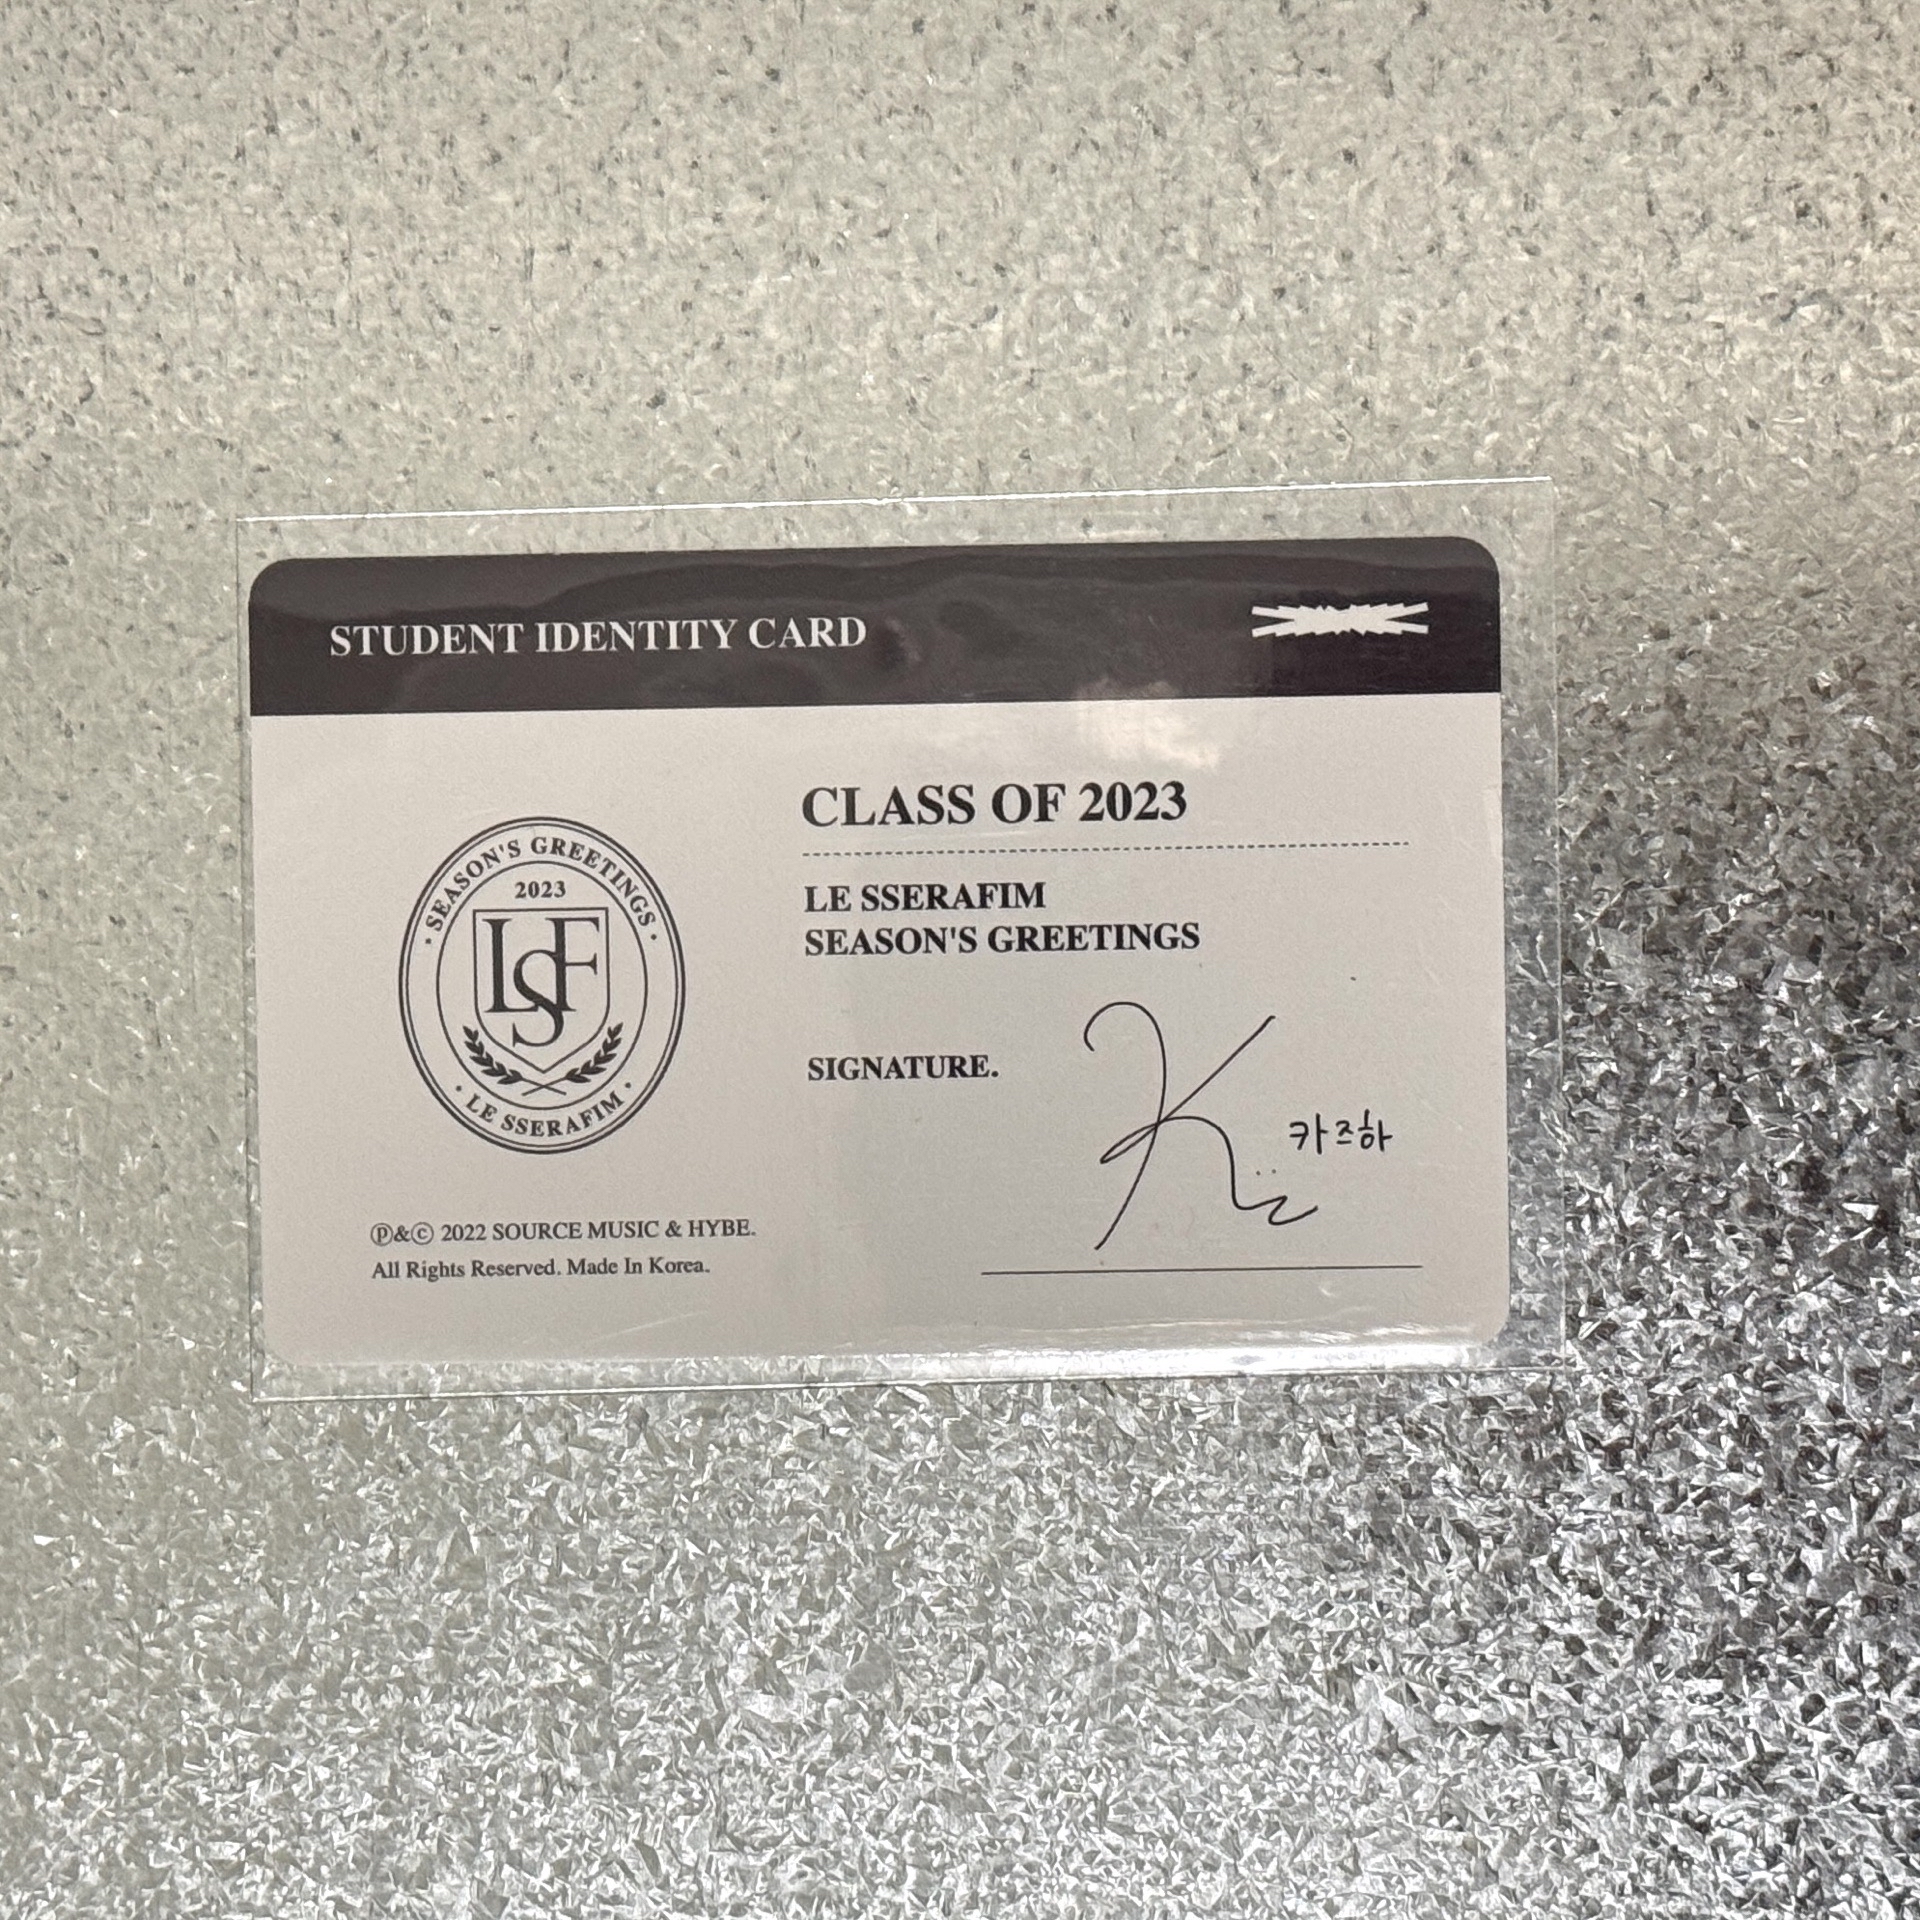 STUDENT IDENTITY CARD
CLASS OF 2023
LE SSERAFIM
SEASON'S GREETINGS
· SEASON'S GREETINGS ·
2023
LSF
· LE SSERAFIM ·
SIGNATURE.
카즈하
Ⓟ&ⓒ 2022 SOURCE MUSIC & HYBE.
All Rights Reserved. Made In Korea.